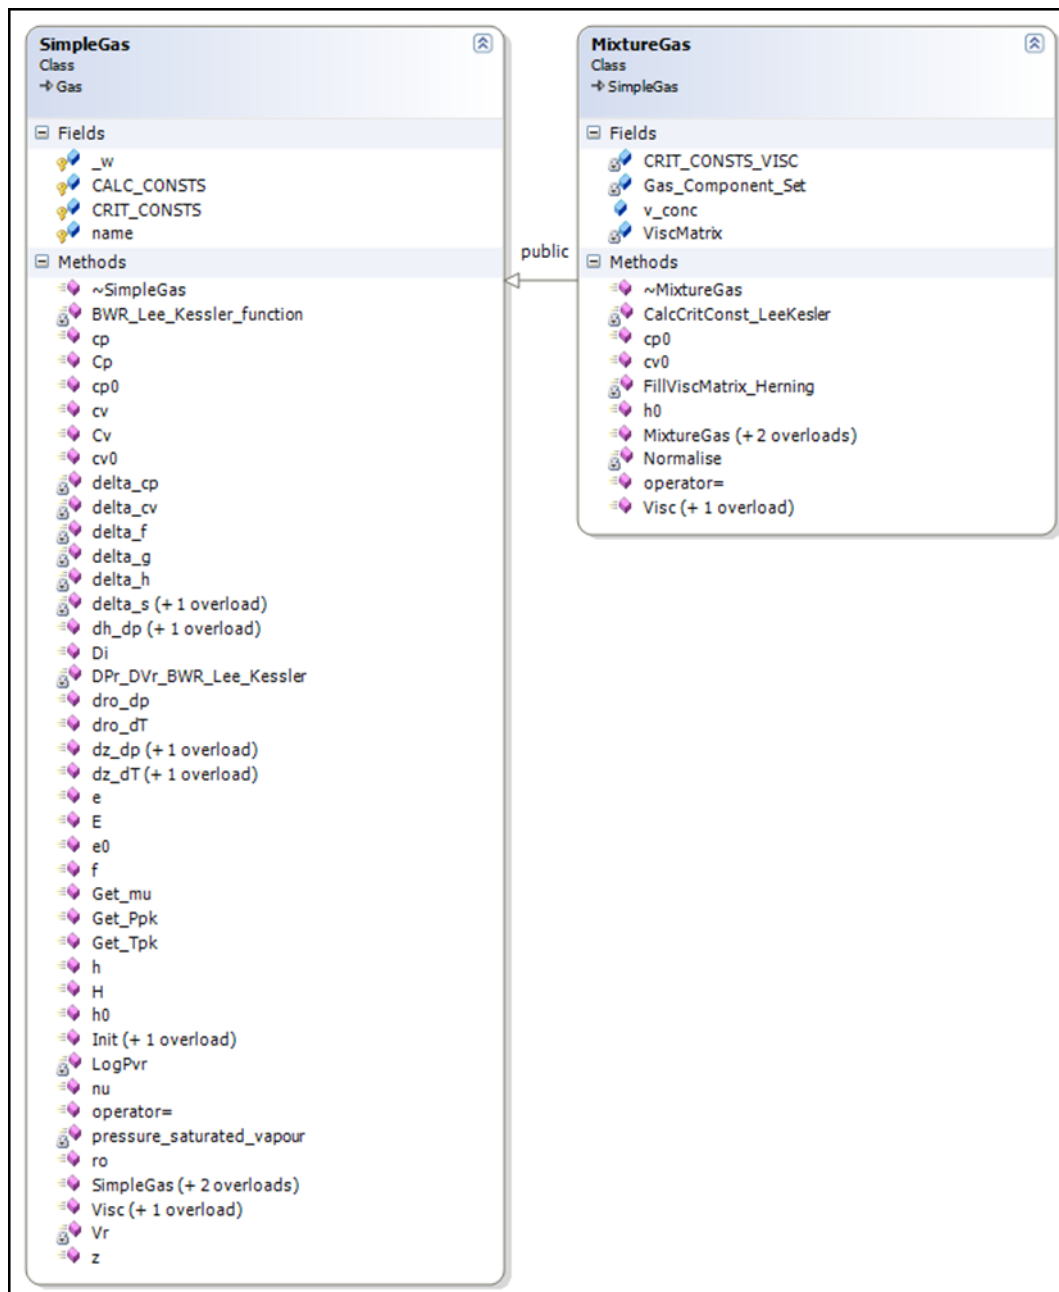 SimpleGas
Class
Gas
Fields
_w
CALC_CONSTS
CRIT_CONSTS
name
Methods
~SimpleGas
BWR_Lee_Kessler_function
cp
Cp
cp0
cv
Cv
cv0
delta_cp
delta_cv
delta_f
delta_g
delta_h
delta_s (+ 1 overload)
dh_dp (+ 1 overload)
Di
DPr_DVr_BWR_Lee_Kessler
dro_dp
dro_dT
dz_dp (+ 1 overload)
dz_dT (+ 1 overload)
e
E
e0
f
Get_mu
Get_Ppk
Get_Tpk
h
H
h0
Init (+ 1 overload)
LogPvr
nu
operator=
pressure_saturated_vapour
ro
SimpleGas (+ 2 overloads)
Visc (+ 1 overload)
Vr
z
public
MixtureGas
Class
SimpleGas
Fields
CRIT_CONSTS_VISC
Gas_Component_Set
v_conc
ViscMatrix
Methods
~MixtureGas
CalcCritConst_LeeKesler
cp0
cv0
FillViscMatrix_Herning
h0
MixtureGas (+ 2 overloads)
Normalise
operator=
Visc (+ 1 overload)